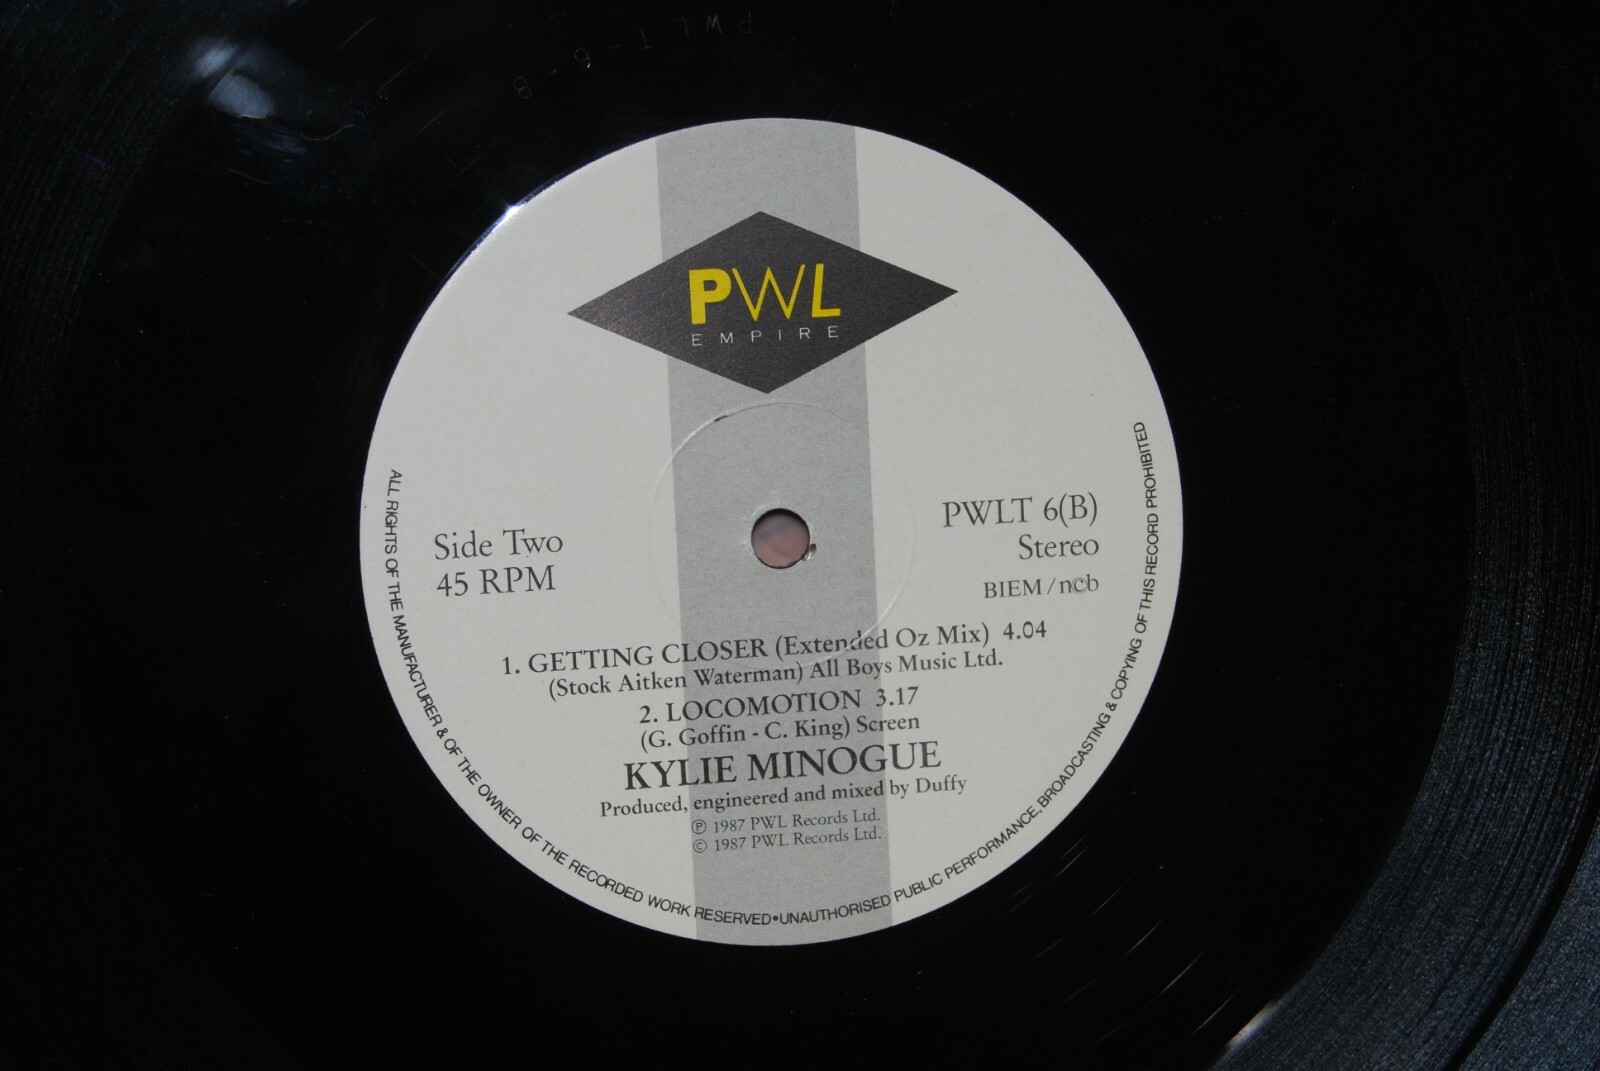 PWLT-6-B
PWL
EMPIRE
Side Two
45 RPM
PWLT 6(B)
Stereo
BIEM/ncb
1. GETTING CLOSER (Extended Oz Mix) 4.04
(Stock Aitken Waterman) All Boys Music Ltd.
2. LOCOMOTION 3.17
(G. Goffin - C. King) Screen
KYLIE MINOGUE
Produced, engineered and mixed by Duffy
℗ 1987 PWL Records Ltd.
© 1987 PWL Records Ltd.
ALL RIGHTS OF THE MANUFACTURER & OF THE OWNER OF THE RECORDED WORK RESERVED•UNAUTHORISED PUBLIC PERFORMANCE, BROADCASTING & COPYING OF THIS RECORD PROHIBITED